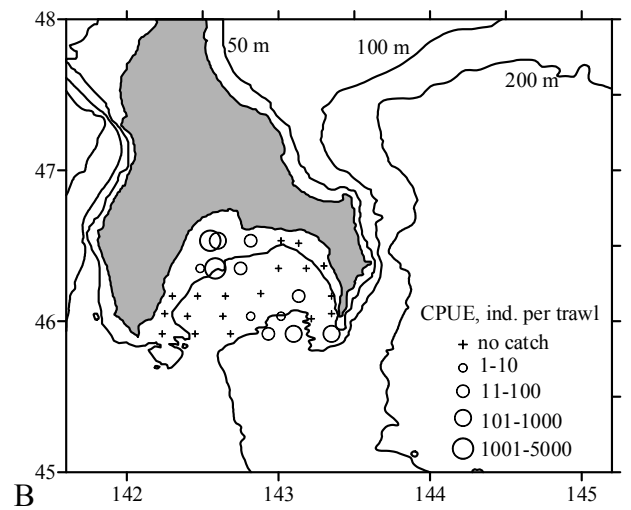 48
50 m
100 m
200 m
47
46
CPUE, ind. per trawl
no catch
1-10
11-100
101-1000
1001-5000
45
B
142
143
144
145